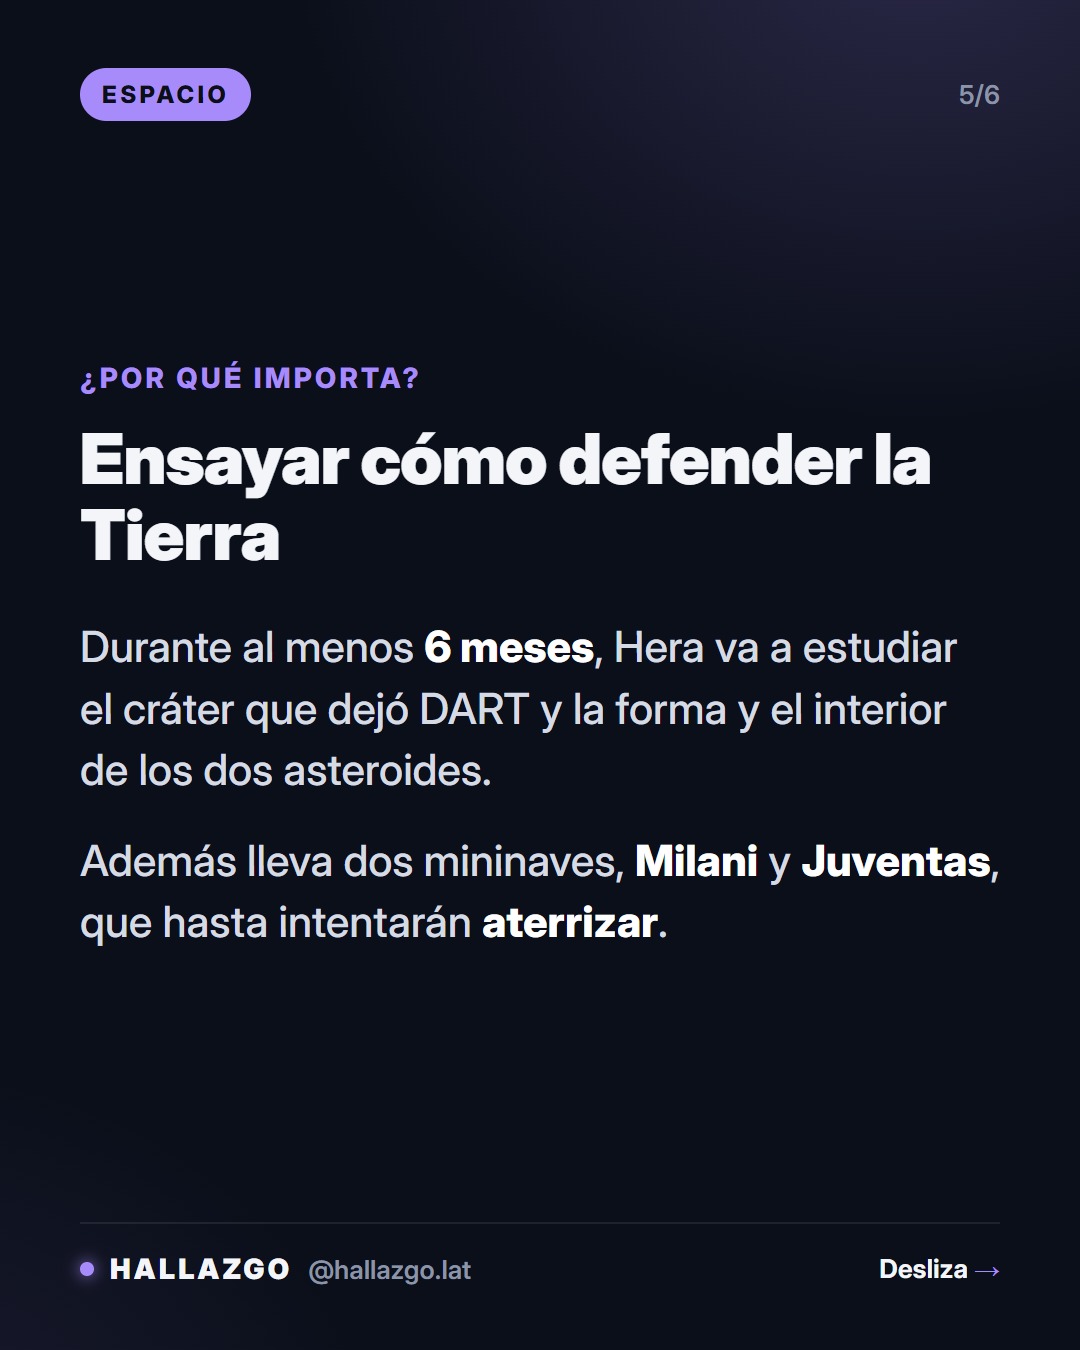 ESPACIO
5/6
¿POR QUÉ IMPORTA?
Ensayar cómo defender la
Tierra
Durante al menos 6 meses, Hera va a estudiar
el cráter que dejó DART y la forma y el interior
de los dos asteroides.
Además lleva dos mininaves, Milani y Juventas,
que hasta intentarán aterrizar.
HALLAZGO @hallazgo.lat
Desliza →